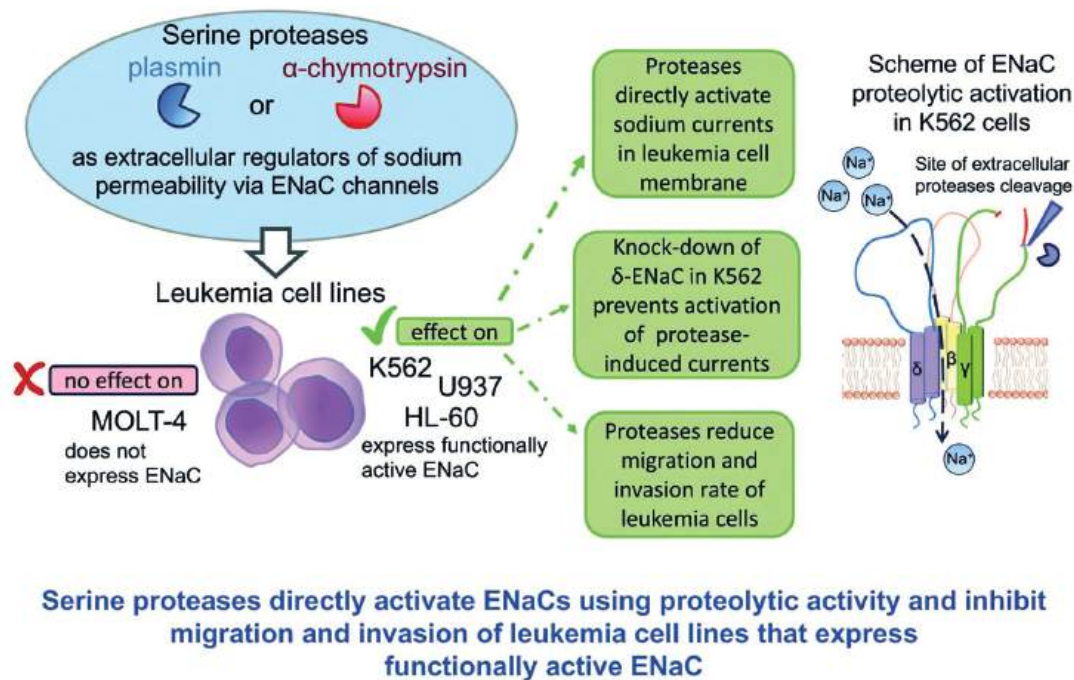 Serine proteases
plasmin
α-chymotrypsin
or
as extracellular regulators of sodium
permeability via ENaC channels
Leukemia cell lines
no effect on
MOLT-4
does not
express ENaC
effect on
K562
U937
HL-60
express functionally
active ENaC
Proteases
directly activate
sodium currents
in leukemia cell
membrane
Knock-down of
δ-ENaC in K562
prevents activation
of protease-
induced currents
Proteases reduce
migration and
invasion rate of
leukemia cells
Scheme of ENaC
proteolytic activation
in K562 cells
Na⁺
Na⁺
Na⁺
Site of extracellular
proteases cleavage
δ
β
γ
Na⁺
Serine proteases directly activate ENaCs using proteolytic activity and inhibit
migration and invasion of leukemia cell lines that express
functionally active ENaC